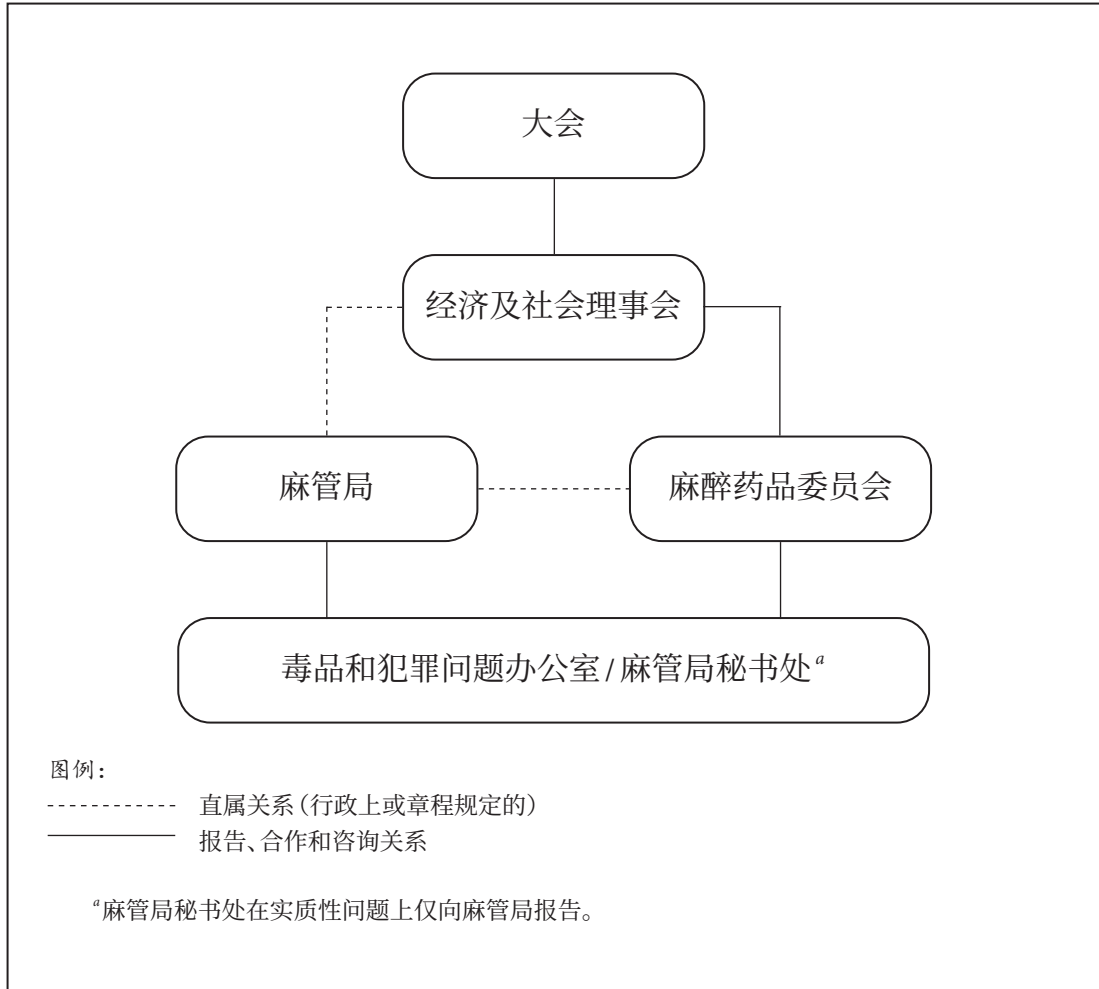 大会
经济及社会理事会
麻管局
麻醉药品委员会
毒品和犯罪问题办公室/麻管局秘书处a
图例：
直属关系(行政上或章程规定的)
报告、合作和咨询关系
a麻管局秘书处在实质性问题上仅向麻管局报告。